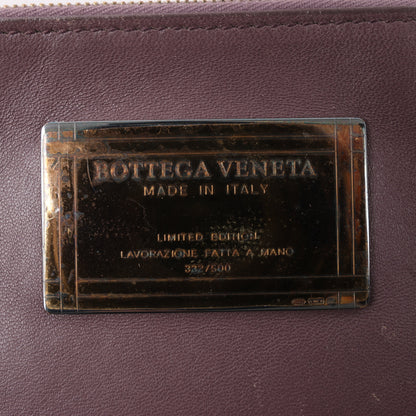 BOTTEGA VENETA
MADE IN ITALY
LIMITED EDITION
LAVORAZIONE FATTA A MANO
332/500